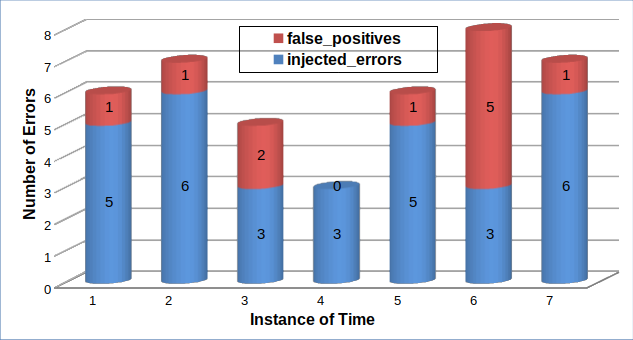 false_positives
injected_errors
Number of Errors
8
7
6
5
4
3
2
1
0
1 1 2 0 1 5 1
5 6 3 3 5 3 6
1 2 3 4 5 6 7
Instance of Time